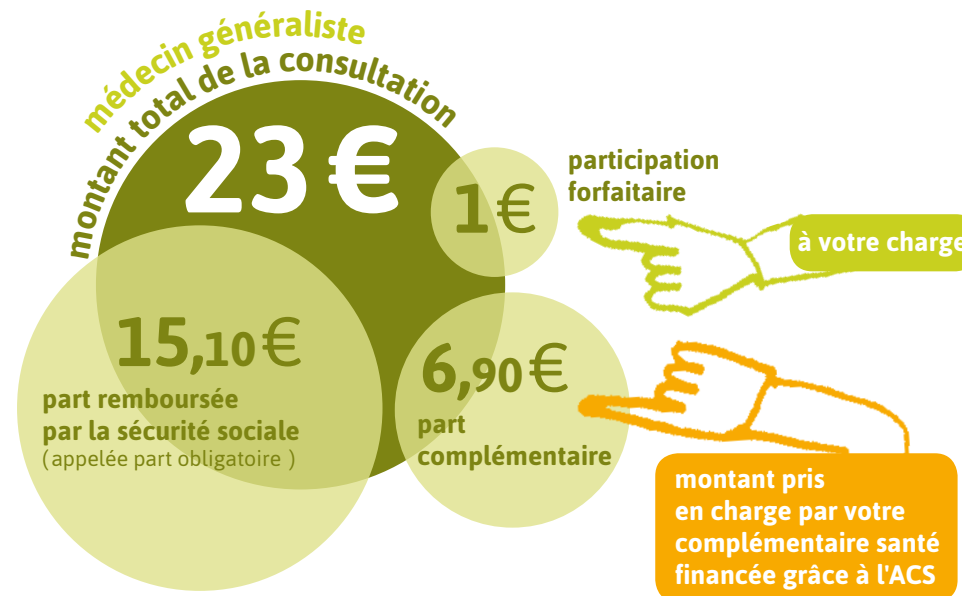 médecin généraliste
montant total de la consultation
23 €
1 €
participation
forfaitaire
à votre charge
15,10 €
part remboursée
par la sécurité sociale
(appelée part obligatoire )
6,90 €
part
complémentaire
montant pris
en charge par votre
complémentaire santé
financée grâce à l'ACS